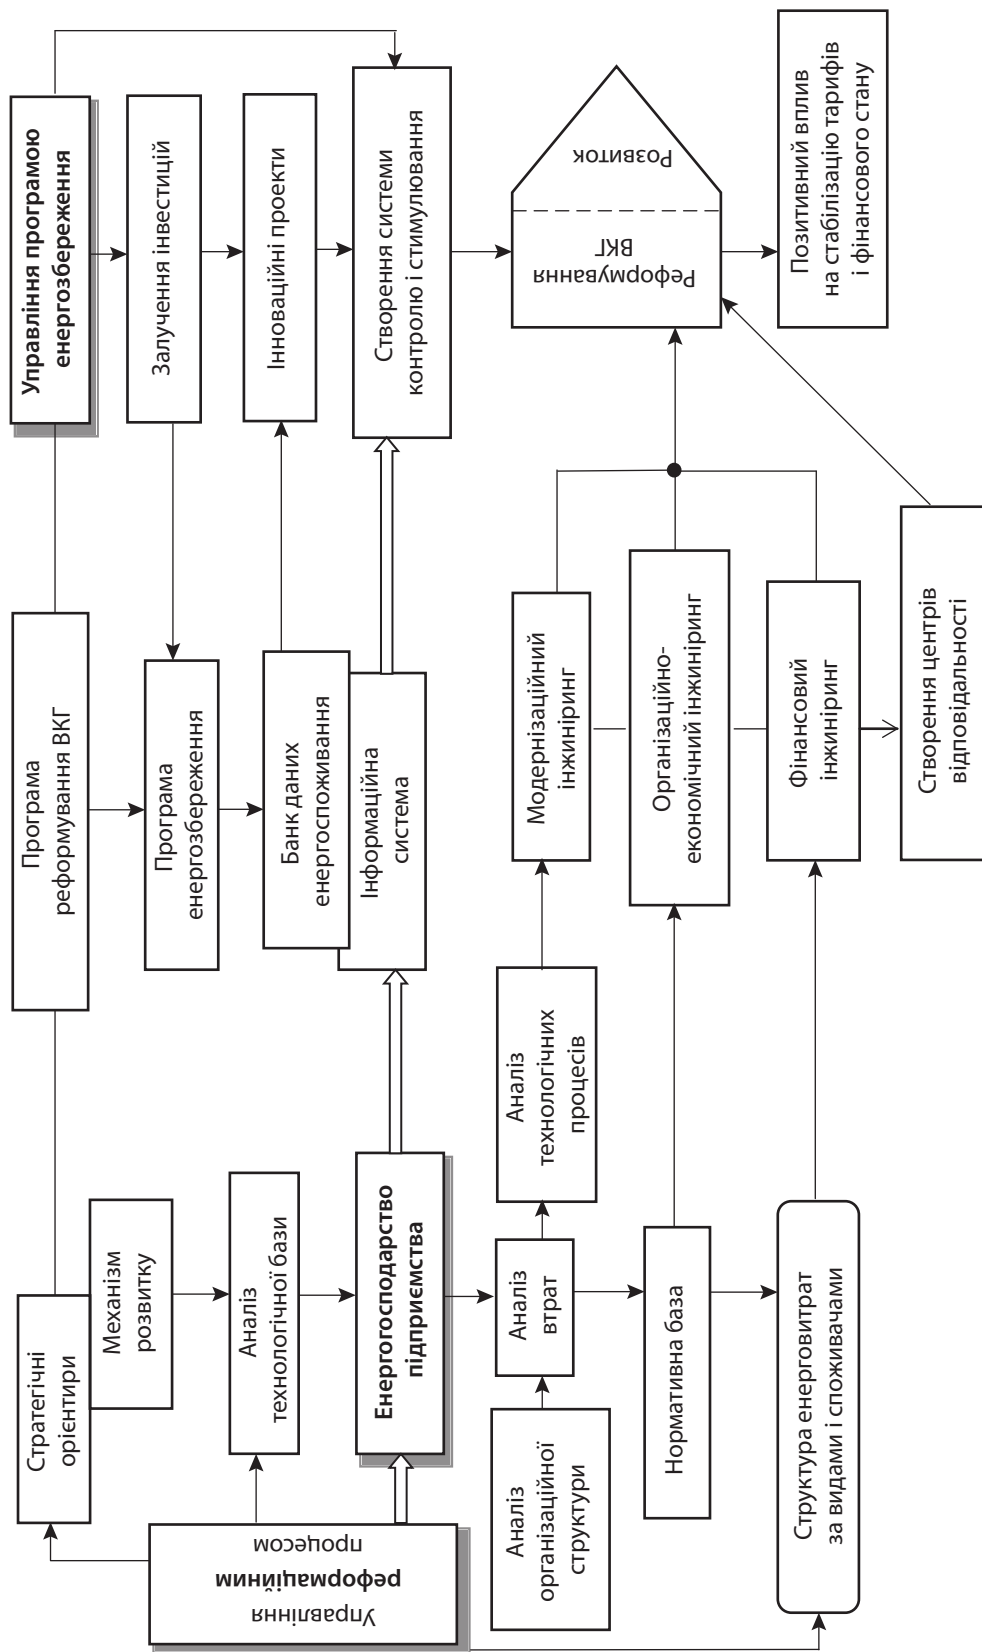 Управління
реформаційним
процесом
Стратегічні
орієнтири
Механізм
розвитку
Аналіз
технологічної бази
Енергогосподарство
підприємства
Аналіз
організаційної
структури
Аналіз
втрат
Аналіз
технологічних
процесів
Нормативна база
Структура енерговитрат
за видами і споживачами
Програма
реформування ВКГ
Програма
енергозбереження
Банк даних
енергоспоживання
Інформаційна
система
Модернізаційний
інжиніринг
Організаційно-
економічний інжиніринг
Фінансовий
інжиніринг
Створення центрів
відповідальності
Управління програмою
енергозбереження
Залучення інвестицій
Інноваційні проекти
Створення системи
контролю і стимулювання
Реформування
ВКГ
Розвиток
Позитивний вплив
на стабілізацію тарифів
і фінансового стану